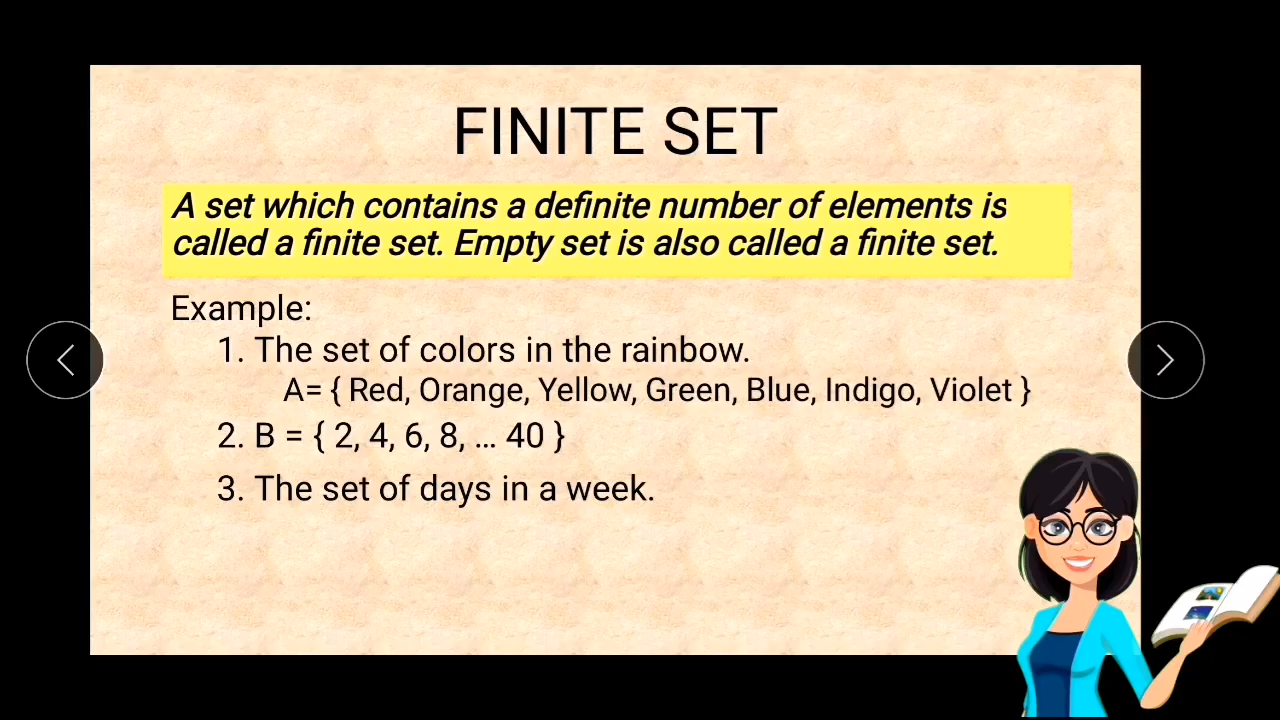 FINITE SET
A set which contains a definite number of elements is
called a finite set. Empty set is also called a finite set.
Example:
1. The set of colors in the rainbow.
A= { Red, Orange, Yellow, Green, Blue, Indigo, Violet }
2. B = { 2, 4, 6, 8, ... 40 }
3. The set of days in a week.